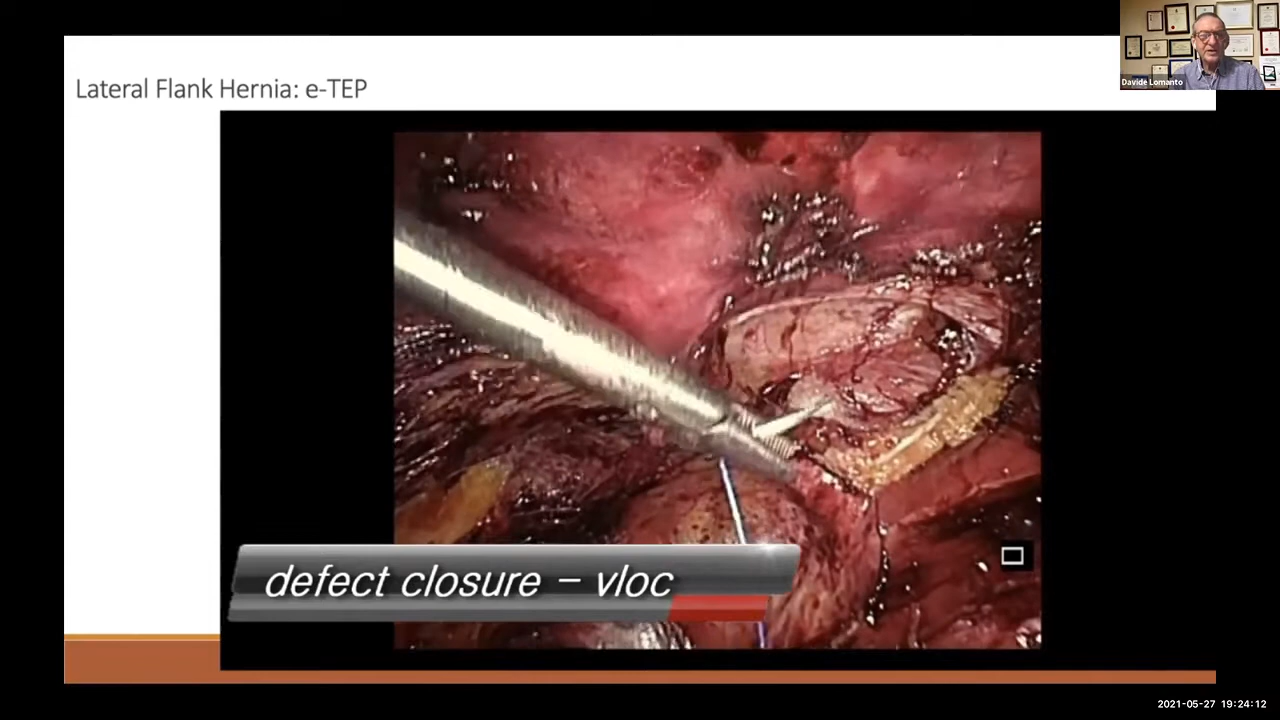 Lateral Flank Hernia: e-TEP
Davide Lomanto
defect closure – vloc
2021-05-27 19:24:12